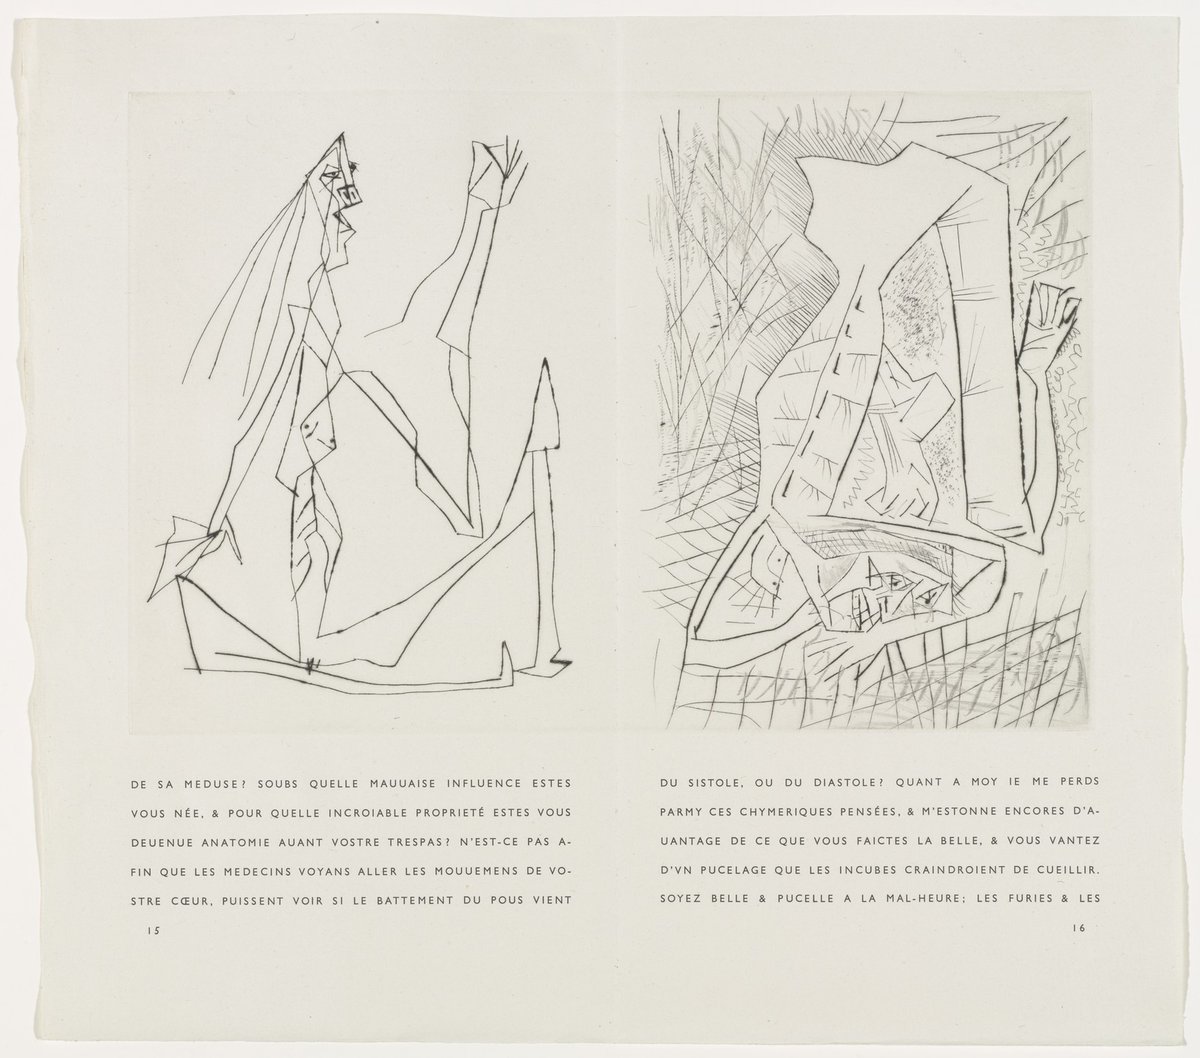 DE SA MEDUSE? SOUBS QUELLE MAUUAISE INFLUENCE ESTES
VOUS NÉE, & POUR QUELLE INCROIABLE PROPRIETÉ ESTES VOUS
DEUENUE ANATOMIE AUANT VOSTRE TRESPAS? N'EST-CE PAS A-
FIN QUE LES MEDECINS VOYANS ALLER LES MOUUEMENS DE VO-
STRE CŒUR, PUISSENT VOIR SI LE BATTEMENT DU POUS VIENT
15
DU SISTOLE, OU DU DIASTOLE? QUANT A MOY IE ME PERDS
PARMY CES CHYMERIQUES PENSÉES, & M'ESTONNE ENCORES D'A-
UANTAGE DE CE QUE VOUS FAICTES LA BELLE, & VOUS VANTEZ
D'VN PUCELAGE QUE LES INCUBES CRAINDROIENT DE CUEILLIR.
SOYEZ BELLE & PUCELLE A LA MAL-HEURE; LES FURIES & LES
16